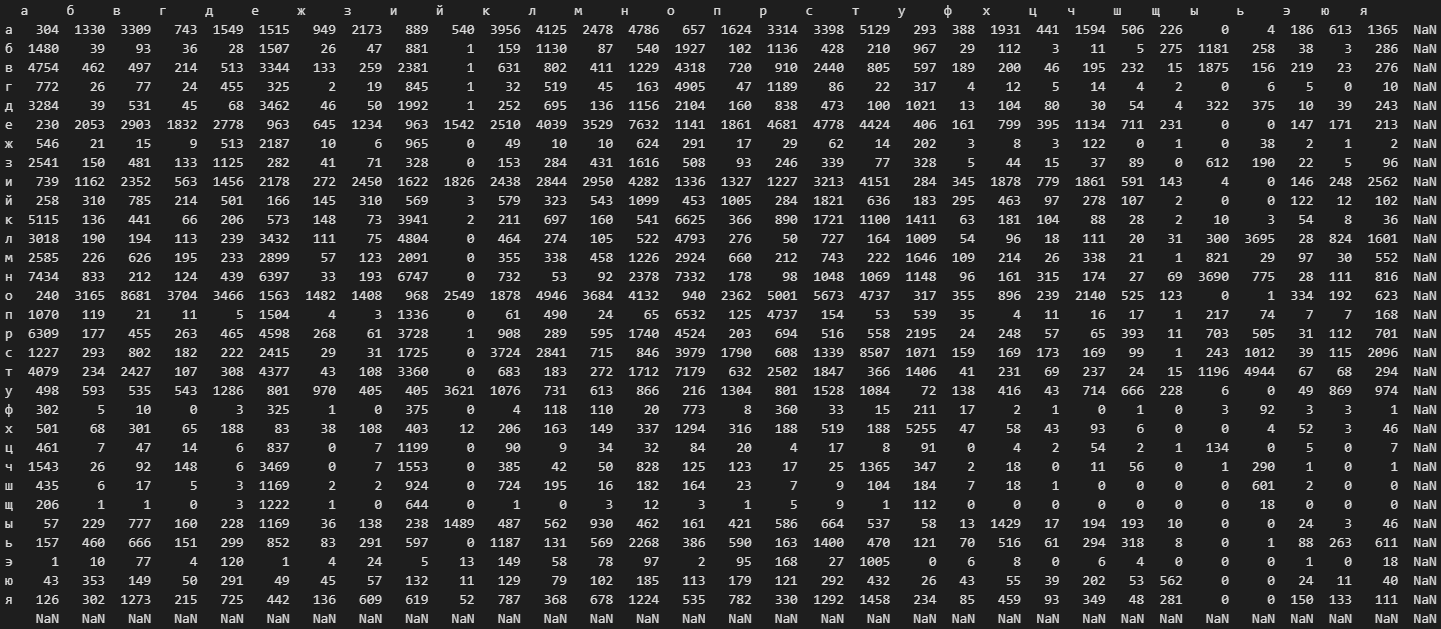 а б в г д е ж з и й к л м н о п р с т у ф х ц ч ш щ ы ь э ю я
а 304 1330 3309 743 1549 1515 949 2173 889 540 3956 4125 2478 4786 657 1624 3314 3398 5129 293 388 1931 441 1594 506 226 0 4 186 613 1365 NaN
б 1480 39 93 36 28 1507 26 47 881 1 159 1130 87 540 1927 102 1136 428 210 967 29 112 3 11 5 275 1181 258 38 3 286 NaN
в 4754 462 497 214 513 3344 133 259 2381 1 631 802 411 1229 4318 720 910 2440 805 597 189 200 46 195 232 15 1875 156 219 23 276 NaN
г 772 26 77 24 455 325 2 19 845 1 32 519 45 163 4905 47 1189 86 22 317 4 12 5 14 4 2 0 6 5 0 10 NaN
д 3284 39 531 45 68 3462 46 50 1992 1 252 695 136 1156 2104 160 838 473 100 1021 13 104 80 30 54 4 322 375 10 39 243 NaN
е 230 2053 2903 1832 2778 963 645 1234 963 1542 2510 4039 3529 7632 1141 1861 4681 4778 4424 406 161 799 395 1134 711 231 0 0 147 171 213 NaN
ж 546 21 15 9 513 2187 10 6 965 0 49 10 10 624 291 17 29 62 14 202 3 8 3 122 0 1 0 38 2 1 2 NaN
з 2541 150 481 133 1125 282 41 71 328 0 153 284 431 1616 508 93 246 339 77 328 5 44 15 37 89 0 612 190 22 5 96 NaN
и 739 1162 2352 563 1456 2178 272 2450 1622 1826 2438 2844 2950 4282 1336 1327 1227 3213 4151 284 345 1878 779 1861 591 143 4 0 146 248 2562 NaN
й 258 310 785 214 501 166 145 310 569 3 579 323 543 1099 453 1005 284 1821 636 183 295 463 97 278 107 2 0 0 122 12 102 NaN
к 5115 136 441 66 206 573 148 73 3941 2 211 697 160 541 6625 366 890 1721 1100 1411 63 181 104 88 28 2 10 3 54 8 36 NaN
л 3018 190 194 113 239 3432 111 75 4804 0 464 274 105 522 4793 276 50 727 164 1009 54 96 18 111 20 31 300 3695 28 824 1601 NaN
м 2585 226 626 195 233 2899 57 123 2091 0 355 338 458 1226 2924 660 212 743 222 1646 109 214 26 338 21 1 821 29 97 30 552 NaN
н 7434 833 212 124 439 6397 33 193 6747 0 732 53 92 2378 7332 178 98 1048 1069 1148 96 161 315 174 27 69 3690 775 28 111 816 NaN
о 240 3165 8681 3704 3466 1563 1482 1408 968 2549 1878 4946 3684 4132 940 2362 5001 5673 4737 317 355 896 239 2140 525 123 0 1 334 192 623 NaN
п 1070 119 21 11 5 1504 4 3 1336 0 61 490 24 65 6532 125 4737 154 53 539 35 4 11 16 17 1 217 74 7 7 168 NaN
р 6309 177 455 263 465 4598 268 61 3728 1 908 289 595 1740 4524 203 694 516 558 2195 24 248 57 65 393 11 703 505 31 112 701 NaN
с 1227 293 802 182 222 2415 29 31 1725 0 3724 2841 715 846 3979 1790 608 1339 8507 1071 159 169 173 169 99 1 243 1012 39 115 2096 NaN
т 4079 234 2427 107 308 4377 43 108 3360 0 683 183 272 1712 7179 632 2502 1847 366 1406 41 231 69 237 24 15 1196 4944 67 68 294 NaN
у 498 593 535 543 1286 801 970 405 405 3621 1076 731 613 866 216 1304 801 1528 1084 72 138 416 43 714 666 228 6 0 49 869 974 NaN
ф 302 5 10 0 3 325 1 0 375 0 4 118 110 20 773 8 360 33 15 211 17 2 1 0 1 0 3 92 3 3 1 NaN
х 501 68 301 65 188 83 38 108 403 12 206 163 149 337 1294 316 188 519 188 5255 47 58 43 93 6 0 0 4 52 3 46 NaN
ц 461 7 47 14 6 837 0 7 1199 0 90 9 34 32 84 20 4 17 8 91 0 4 2 54 2 1 134 0 5 0 7 NaN
ч 1543 26 92 148 6 3469 0 7 1553 0 385 42 50 828 125 123 17 25 1365 347 2 18 0 11 56 0 1 290 1 0 1 NaN
ш 435 6 17 5 3 1169 2 2 924 0 724 195 16 182 164 23 7 9 104 184 7 18 1 0 0 0 0 601 2 0 0 NaN
щ 206 1 1 0 3 1222 1 0 644 0 1 0 3 12 3 1 5 9 1 112 0 0 0 0 0 0 0 18 0 0 0 NaN
ы 57 229 777 160 228 1169 36 138 238 1489 487 562 930 462 161 421 586 664 537 58 13 1429 17 194 193 10 0 0 24 3 46 NaN
ь 157 460 666 151 299 852 83 291 597 0 1187 131 569 2268 386 590 163 1400 470 121 70 516 61 294 318 8 0 1 88 263 611 NaN
э 1 10 77 4 120 1 4 24 5 13 149 58 78 97 2 95 168 27 1005 0 6 8 0 6 4 0 0 0 1 0 18 NaN
ю 43 353 149 50 291 49 45 57 132 11 129 79 102 185 113 179 121 292 432 26 43 55 39 202 53 562 0 0 24 11 40 NaN
я 126 302 1273 215 725 442 136 609 619 52 787 368 678 1224 535 782 330 1292 1458 234 85 459 93 349 48 281 0 0 150 133 111 NaN
NaN NaN NaN NaN NaN NaN NaN NaN NaN NaN NaN NaN NaN NaN NaN NaN NaN NaN NaN NaN NaN NaN NaN NaN NaN NaN NaN NaN NaN NaN NaN NaN